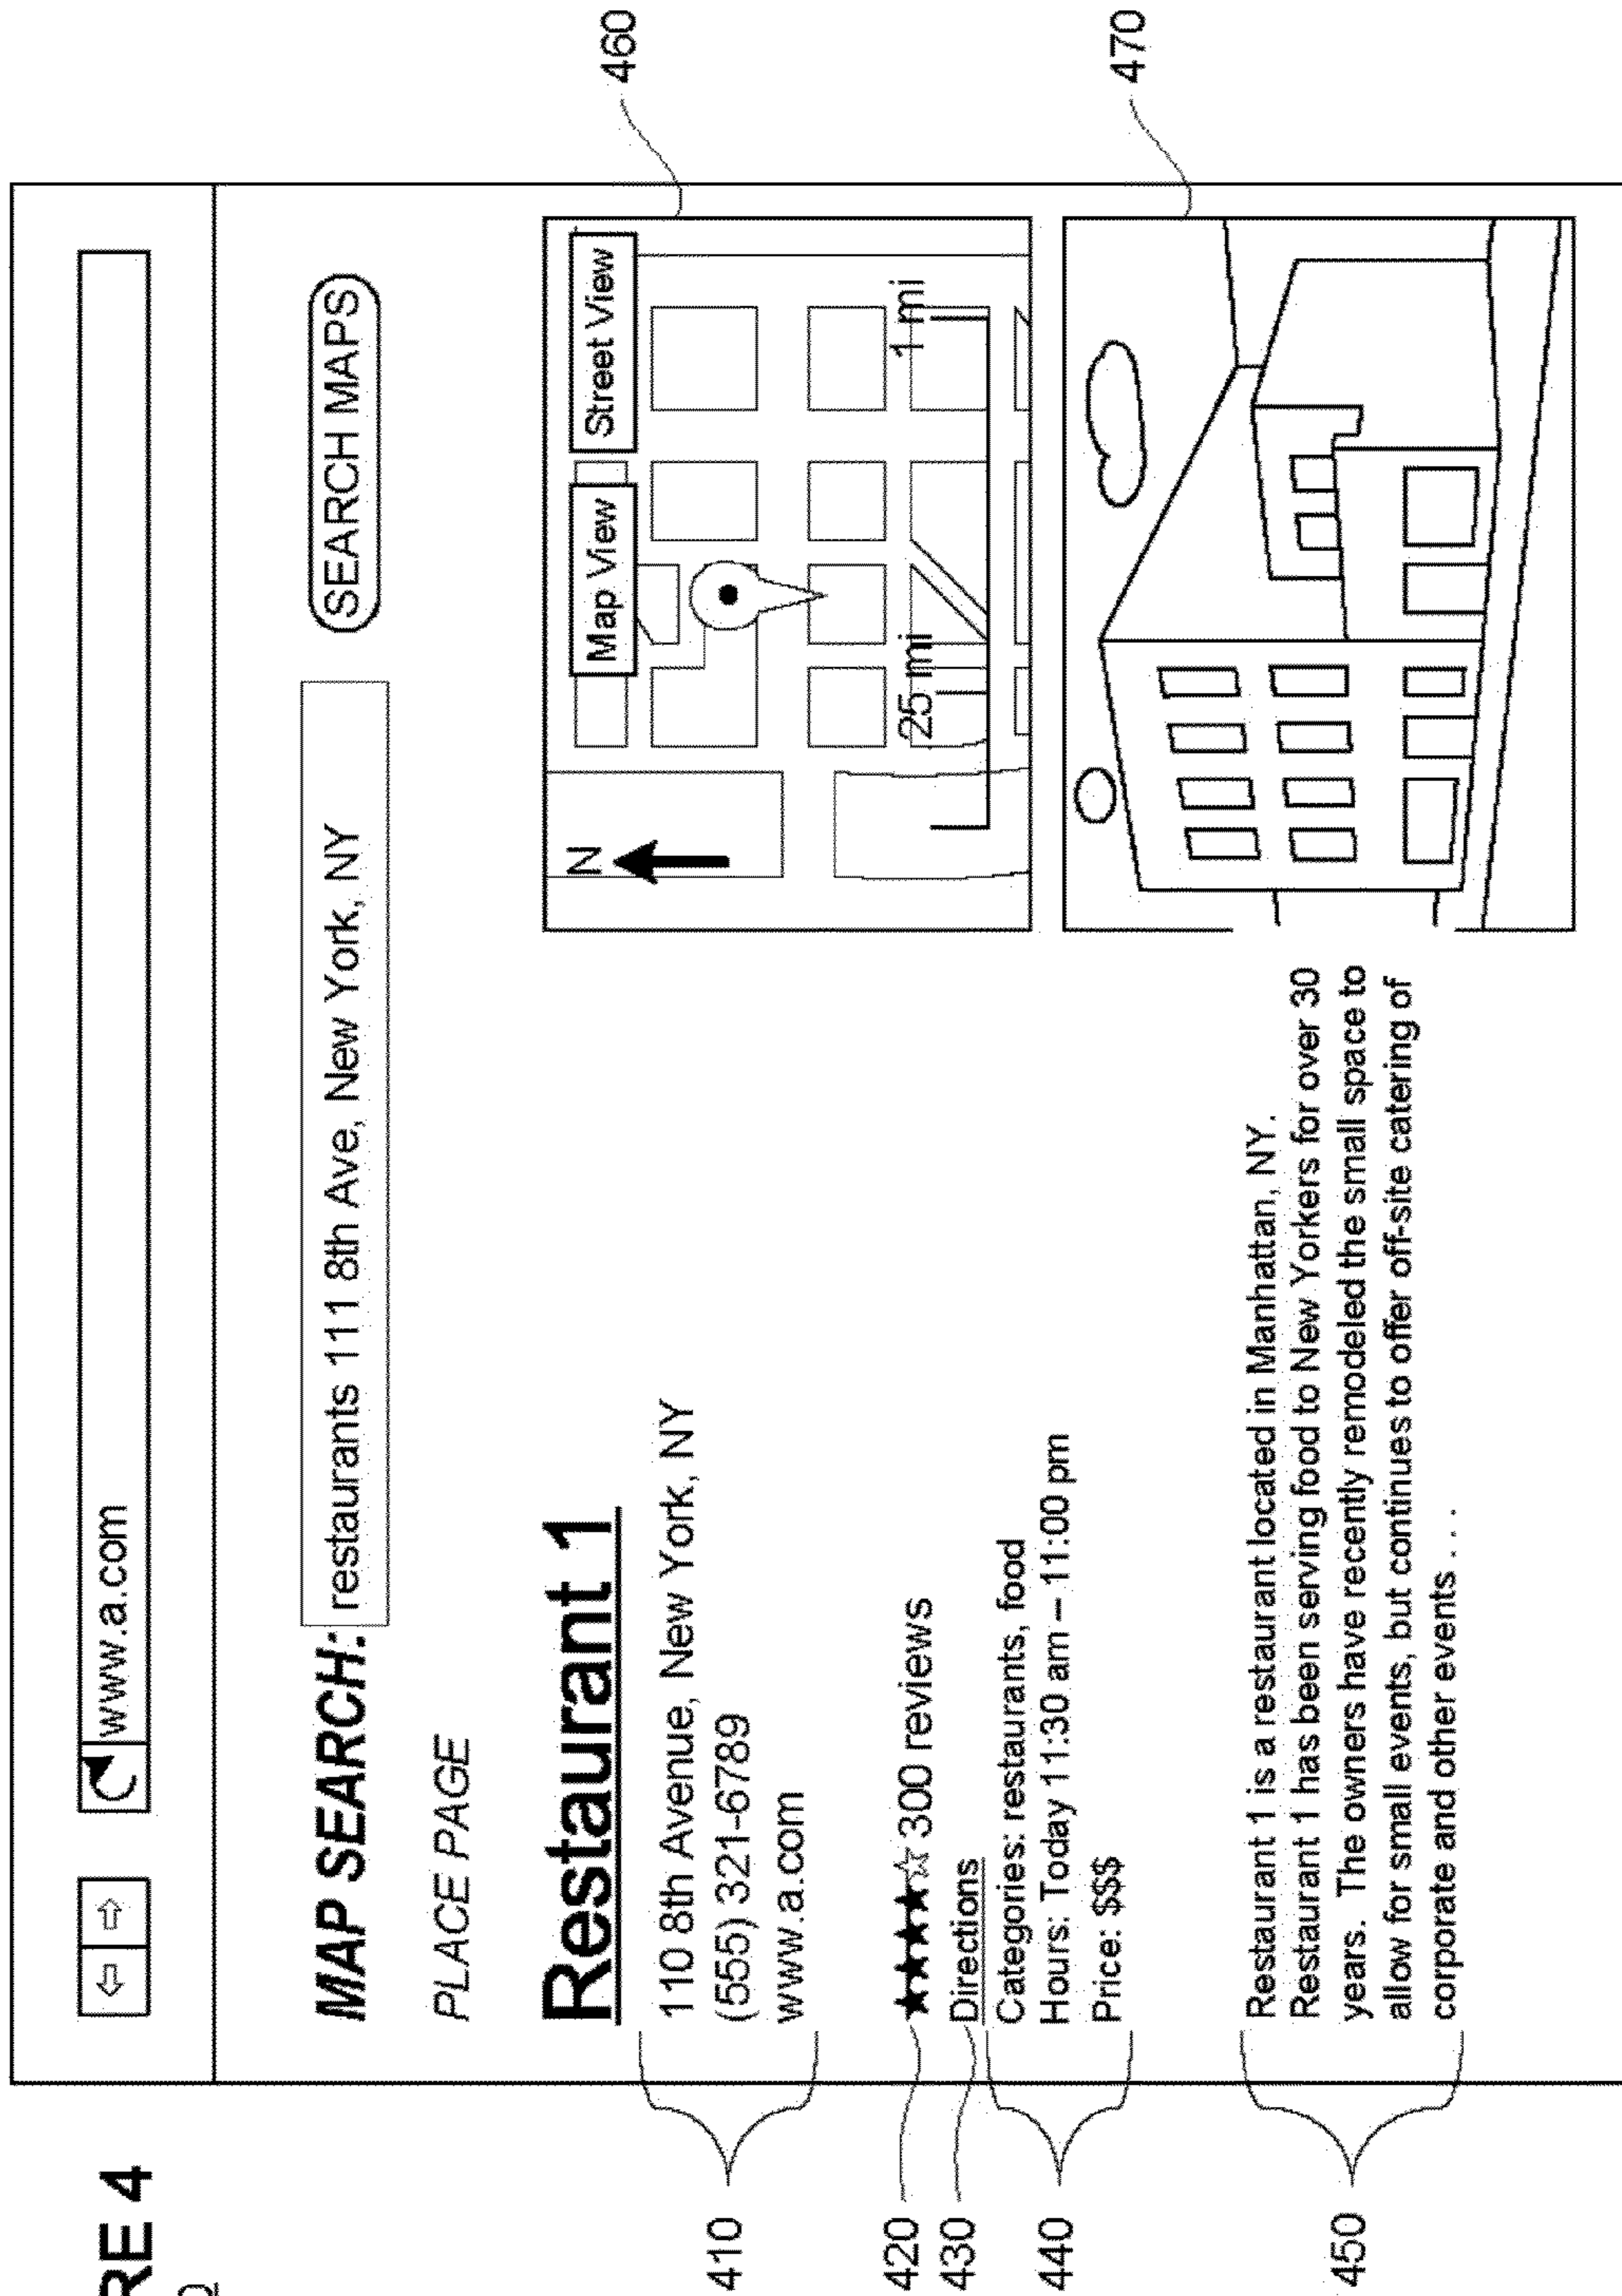 RE 4
www.a.com
MAP SEARCH: restaurants 111 8th Ave, New York, NY SEARCH MAPS
PLACE PAGE
Restaurant 1
110 8th Avenue, New York, NY
(555) 321-6789
www.a.com
★★★★☆ 300 reviews
Directions
Categories: restaurants, food
Hours: Today 11:30 am – 11:00 pm
Price: $$$
Restaurant 1 is a restaurant located in Manhattan, NY.
Restaurant 1 has been serving food to New Yorkers for over 30
years. The owners have recently remodeled the small space to
allow for small events, but continues to offer off-site catering of
corporate and other events . . .
N
Map View
Street View
25 mi
1 mi
410
420
430
440
450
460
470